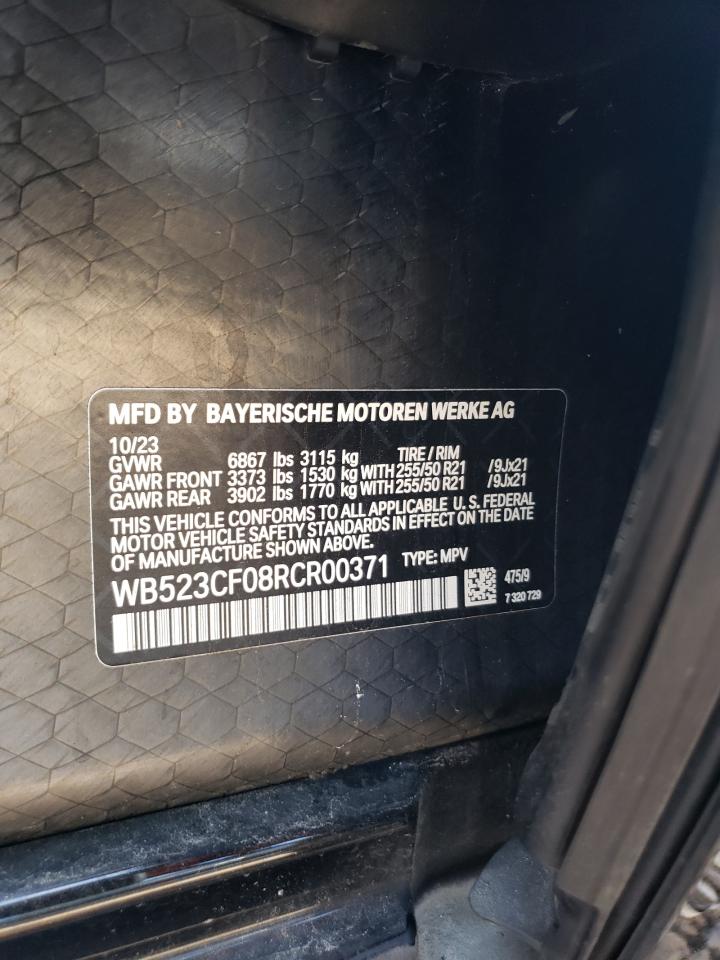 MFD BY BAYERISCHE MOTOREN WERKE AG
10/23
GVWR 6867 lbs 3115 kg TIRE / RIM
GAWR FRONT 3373 lbs 1530 kg WITH 255/50 R21 /9Jx21
GAWR REAR 3902 lbs 1770 kg WITH 255/50 R21 /9Jx21
THIS VEHICLE CONFORMS TO ALL APPLICABLE U. S. FEDERAL
MOTOR VEHICLE SAFETY STANDARDS IN EFFECT ON THE DATE
OF MANUFACTURE SHOWN ABOVE.
WB523CF08RCR00371 TYPE: MPV
475/9
7 320 729